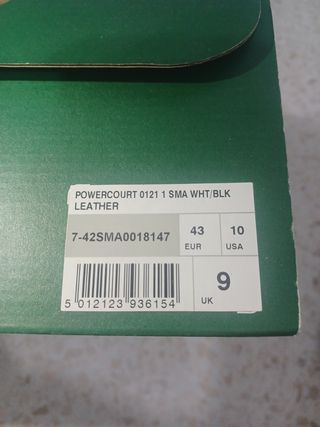 POWERCOURT 0121 1 SMA WHT/BLK
LEATHER
7-42SMA0018147
43
EUR
10
USA
5 012123 936154
9
UK